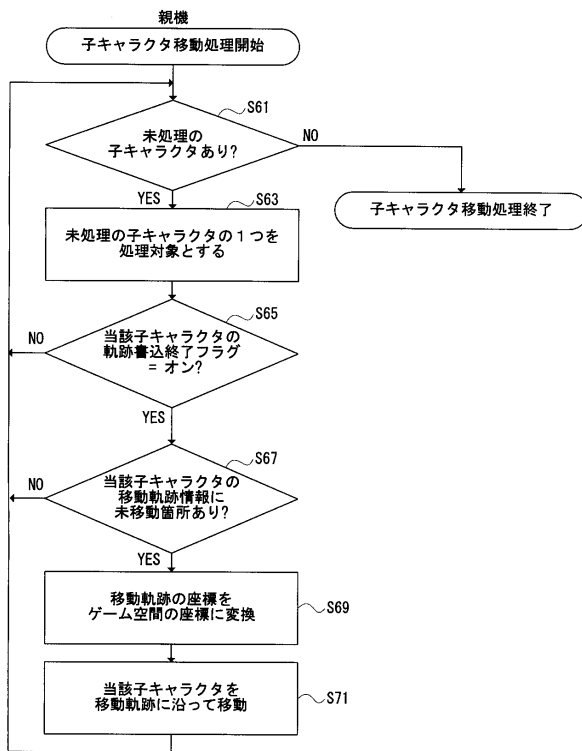 親機
子キャラクタ移動処理開始
S61
未処理の
子キャラクタあり?
NO
YES
子キャラクタ移動処理終了
S63
未処理の子キャラクタの1つを
処理対象とする
S65
当該子キャラクタの
軌跡書込終了フラグ
= オン?
NO
YES
S67
当該子キャラクタの
移動軌跡情報に
未移動箇所あり?
NO
YES
移動軌跡の座標を
ゲーム空間の座標に変換
S69
当該子キャラクタを
移動軌跡に沿って移動
S71